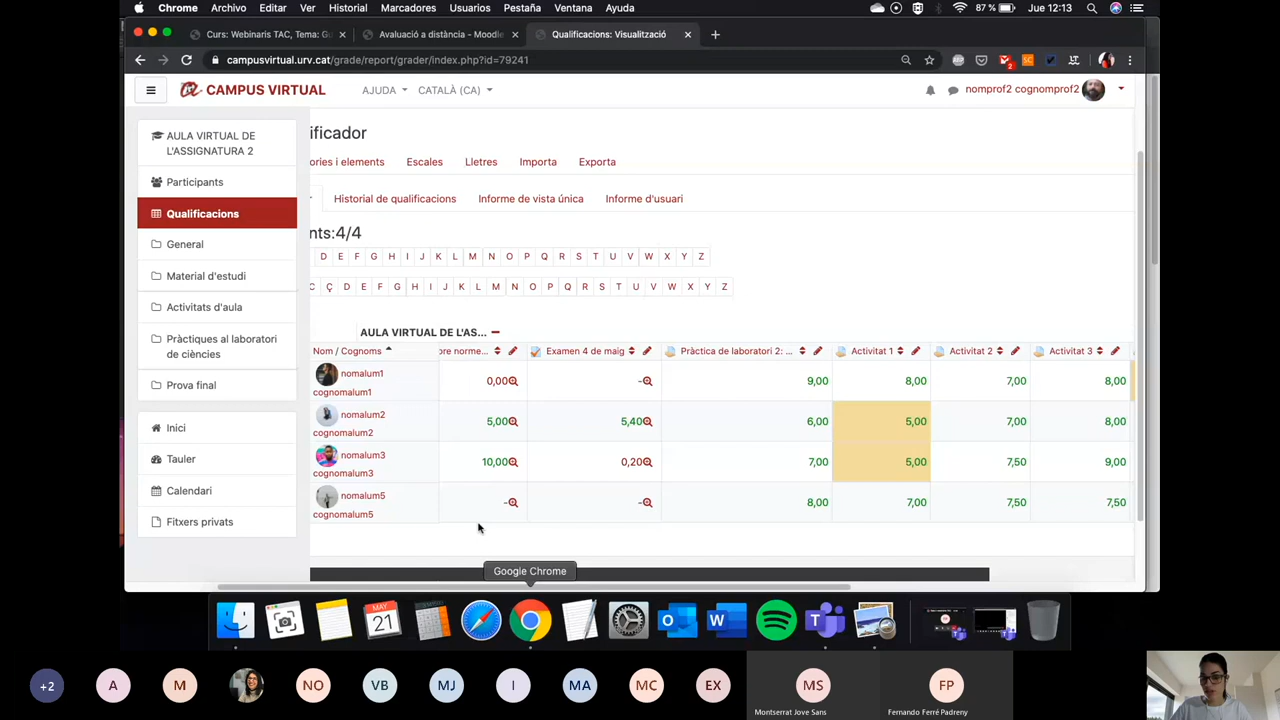 Chrome Arxiu Editar Ver Historial Marcadores Usuarios Pestaña Ventana Ayuda 87 % Jue 12:13
Curs: Webinaris TAC, Tema: Gu × Avaluació a distància - Moodle × Qualificacions: Visualització × +
campusvirtual.urv.cat/grade/report/grader/index.php?id=79241
CAMPUS VIRTUAL AJUDA CATALÀ (CA) nomprof2 cognomprof2
AULA VIRTUAL DE
L'ASSIGNATURA 2
Participants
Qualificacions
General
Material d'estudi
Activitats d'aula
Pràctiques al laboratori
de ciències
Prova final
Inici
Tauler
Calendari
Fitxers privats
ificador
ories i elements Escales Lletres Importa Exporta
Historial de qualificacions Informe de vista única Informe d'usuari
nts:4/4
D E F G H I J K L M N O P Q R S T U V W X Y Z
C Ç D E F G H I J K L M N O P Q R S T U V W X Y Z
AULA VIRTUAL DE L'AS...
Nom / Cognoms ore norme... Examen 4 de maig Pràctica de laboratori 2: ... Activitat 1 Activitat 2 Activitat 3
nomalum1
cognomalum1 0,00 - 9,00 8,00 7,00 8,00
nomalum2
cognomalum2 5,00 5,40 6,00 5,00 7,00 8,00
nomalum3
cognomalum3 10,00 0,20 7,00 5,00 7,50 9,00
nomalum5
cognomalum5 - - 8,00 7,00 7,50 7,50
Google Chrome
MAY
21
+2 A M NO VB MJ I MA MC EX MS FP
Montserrat Jove Sans Fernando Ferré Padreny